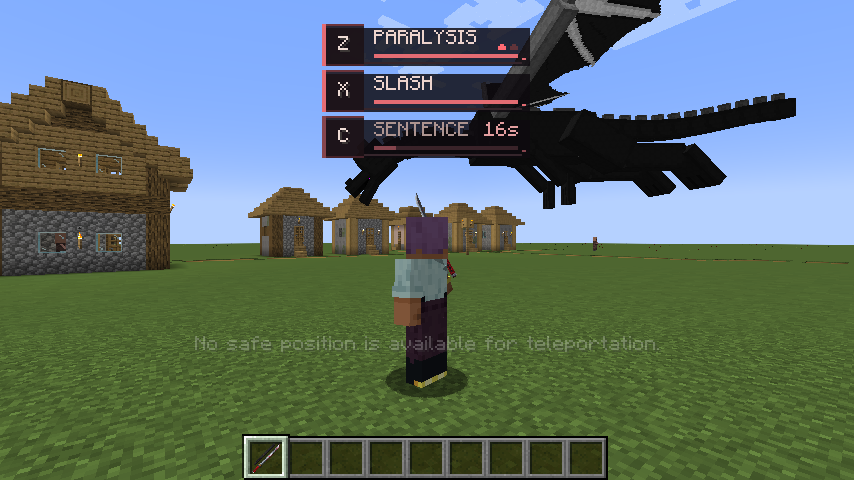 Z PARALYSIS
X SLASH
C SENTENCE 16s
No safe position is available for teleportation.